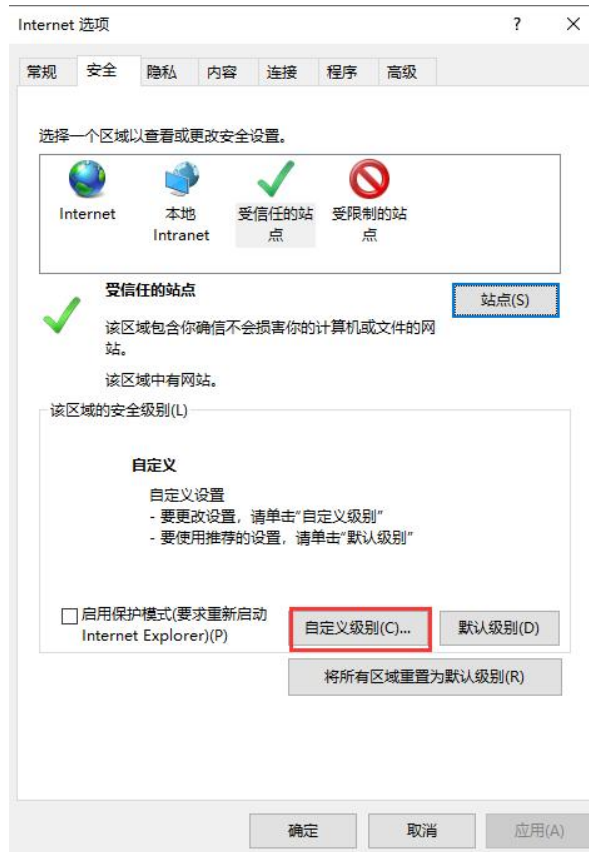 Internet 选项
? ×
常规 安全 隐私 内容 连接 程序 高级
选择一个区域以查看或更改安全设置。
Internet
本地
Intranet
受信任的站
点
受限制的站
点
受信任的站点
站点(S)
该区域包含你确信不会损害你的计算机或文件的网
站。
该区域中有网站。
该区域的安全级别(L)
自定义
自定义设置
- 要更改设置，请单击“自定义级别”
- 要使用推荐的设置，请单击“默认级别”
启用保护模式(要求重新启动
Internet Explorer)(P)
自定义级别(C)...
默认级别(D)
将所有区域重置为默认级别(R)
确定 取消 应用(A)